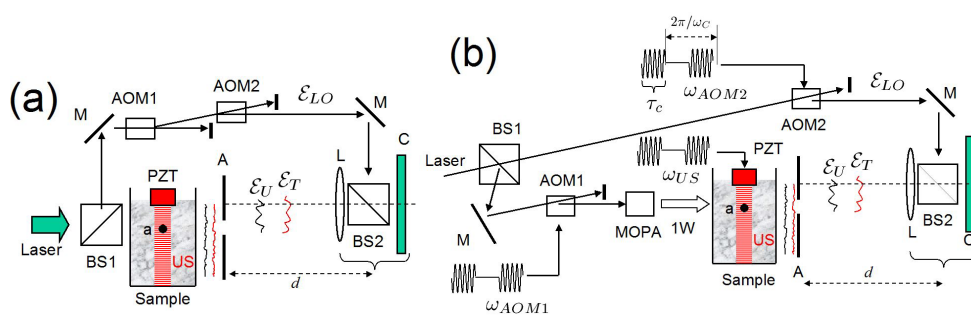 (a)
M
AOM1
AOM2
ℰ_LO
M
C
A
L
PZT
ℰ_U
ℰ_T
a
US
Laser
BS1
BS2
Sample
d
(b)
2π/ω_C
τ_c
ω_AOM2
ℰ_LO
M
AOM2
C
BS1
Laser
PZT
ω_US
ℰ_U
ℰ_T
AOM1
a
M
MOPA
1W
US
BS2
L
A
ω_AOM1
Sample
d